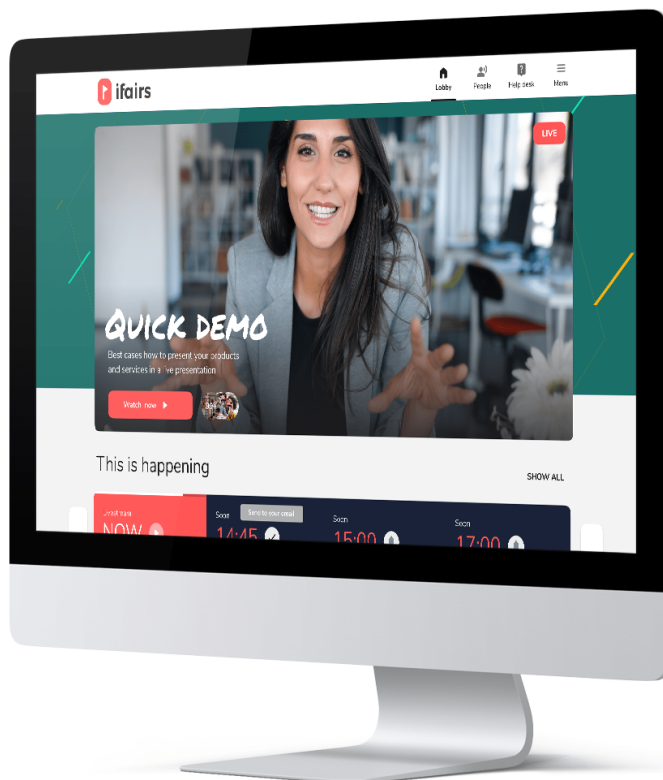 ifairs
Lobby
People
Help desk
Menu
LIVE
QUICK DEMO
Best cases how to present your products
and services in a live presentation
Watch now
This is happening
SHOW ALL
NOW
Soon
Send to your email
14:45
Soon
15:00
Soon
17:00